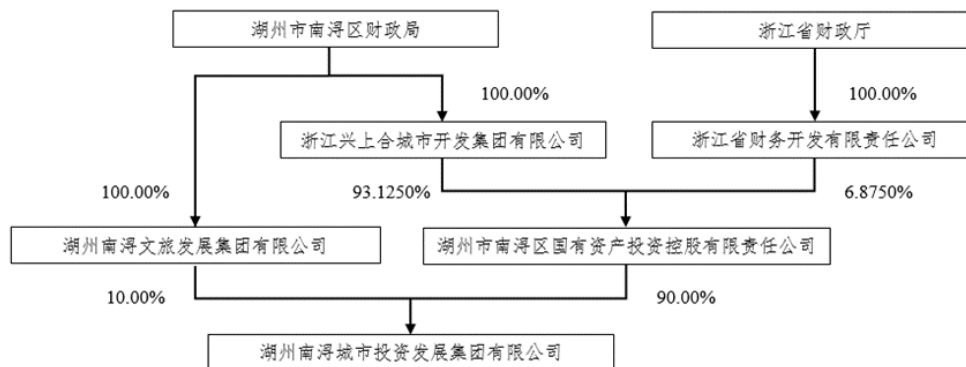 湖州市南浔区财政局
浙江省财政厅
100.00%
100.00%
浙江兴上合城市开发集团有限公司
浙江省财务开发有限责任公司
100.00%
93.1250%
6.8750%
湖州南浔文旅发展集团有限公司
湖州市南浔区国有资产投资控股有限责任公司
10.00%
90.00%
湖州南浔城市投资发展集团有限公司